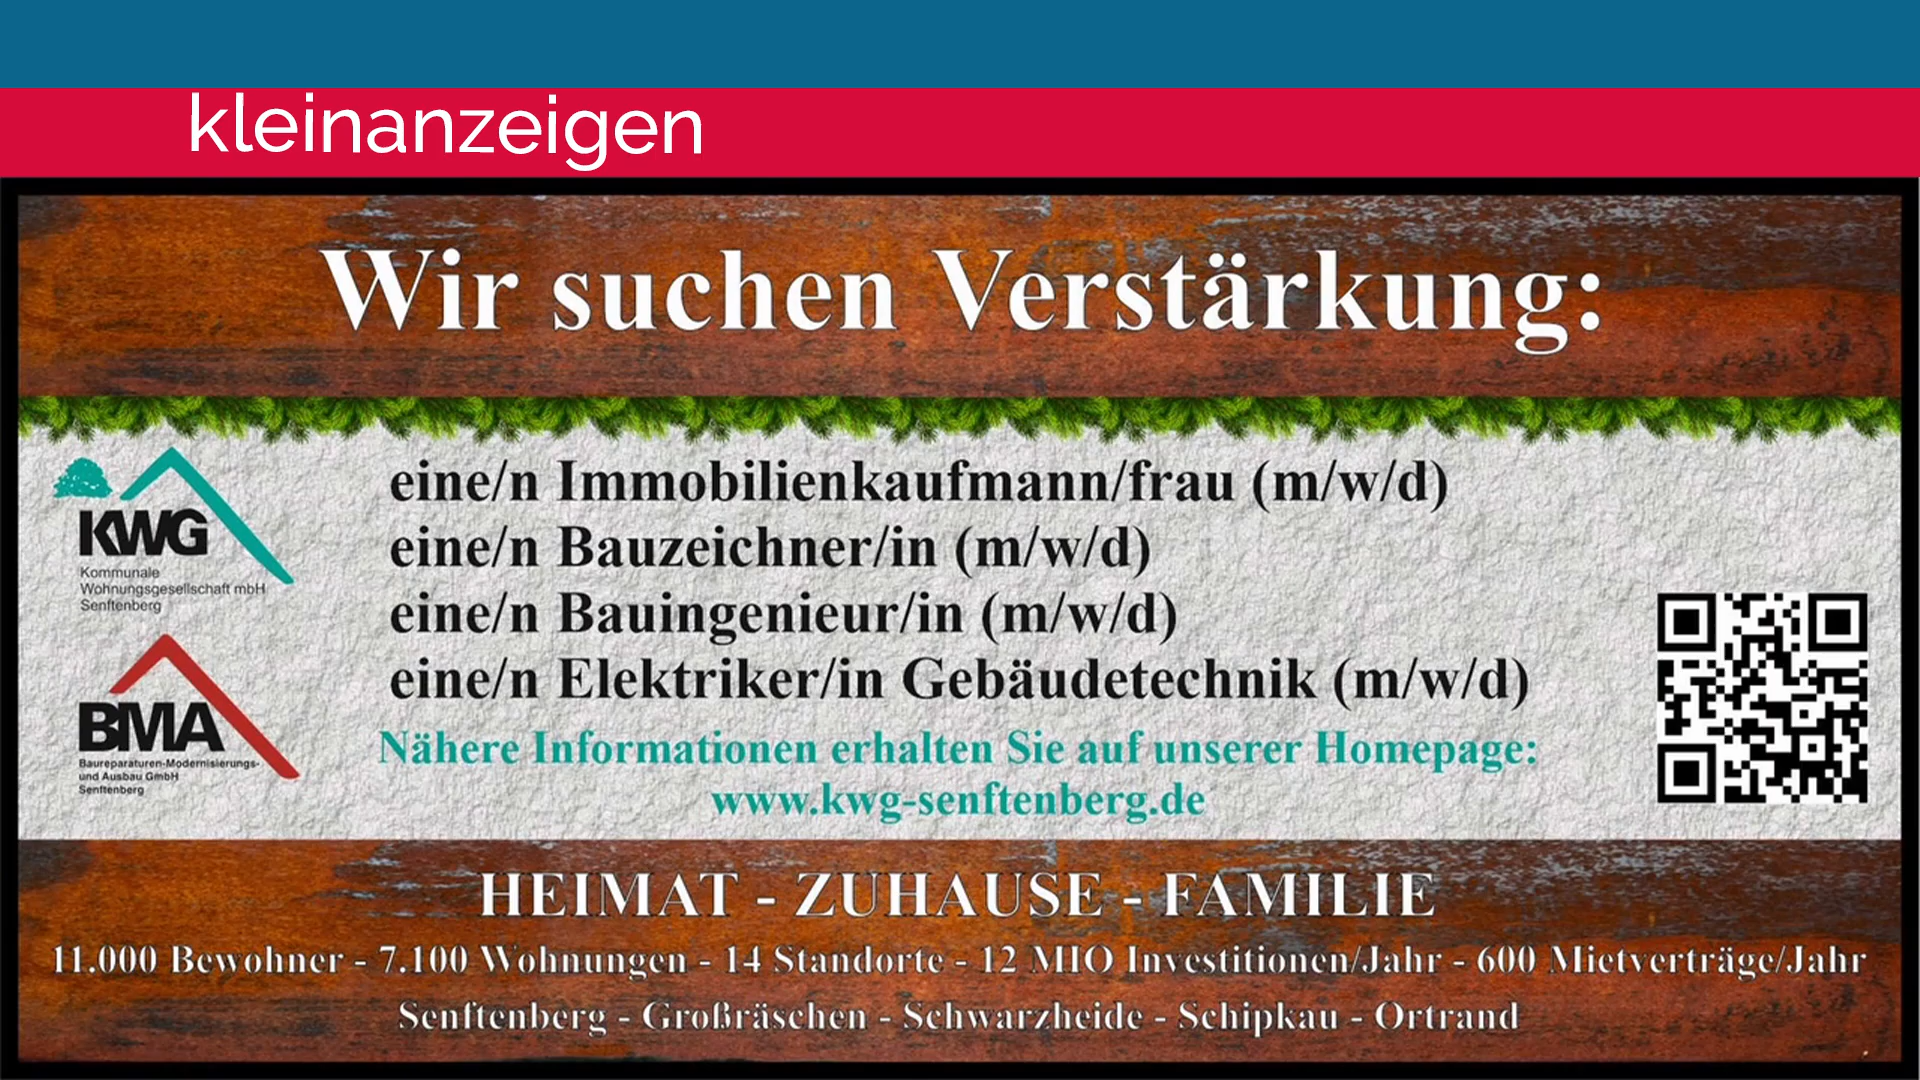 kleinanzeigen
Wir suchen Verstärkung:
KWG
Kommunale
Wohnungsgesellschaft mbH
Senftenberg
BMA
Baureparaturen-Modernisierungs-
und Ausbau GmbH
Senftenberg
eine/n Immobilienkaufmann/frau (m/w/d)
eine/n Bauzeichner/in (m/w/d)
eine/n Bauingenieur/in (m/w/d)
eine/n Elektriker/in Gebäudetechnik (m/w/d)
Nähere Informationen erhalten Sie auf unserer Homepage:
www.kwg-senftenberg.de
HEIMAT - ZUHAUSE - FAMILIE
11.000 Bewohner - 7.100 Wohnungen - 14 Standorte - 12 MIO Investitionen/Jahr - 600 Mietverträge/Jahr
Senftenberg - Großräschen - Schwarzheide - Schipkau - Ortrand